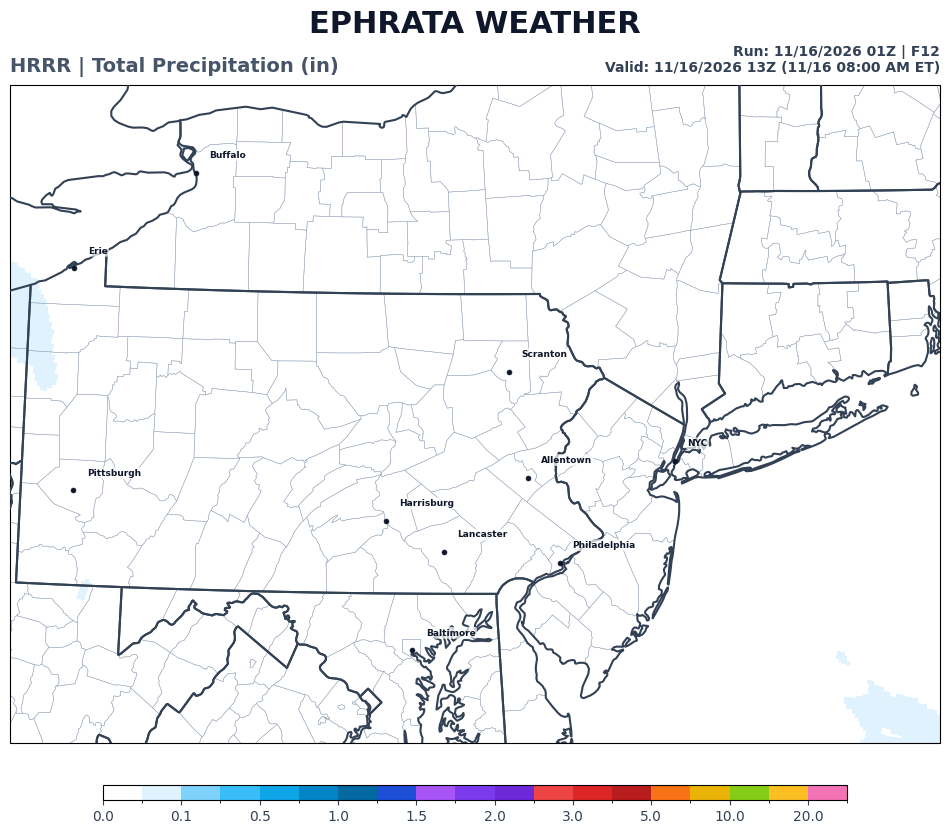 EPHRATA WEATHER
HRRR | Total Precipitation (in)
Run: 11/16/2026 01Z | F12
Valid: 11/16/2026 13Z (11/16 08:00 AM ET)
Buffalo
Erie
Scranton
NYC
Allentown
Pittsburgh
Harrisburg
Lancaster
Philadelphia
Baltimore
0.0 0.1 0.5 1.0 1.5 2.0 3.0 5.0 10.0 20.0